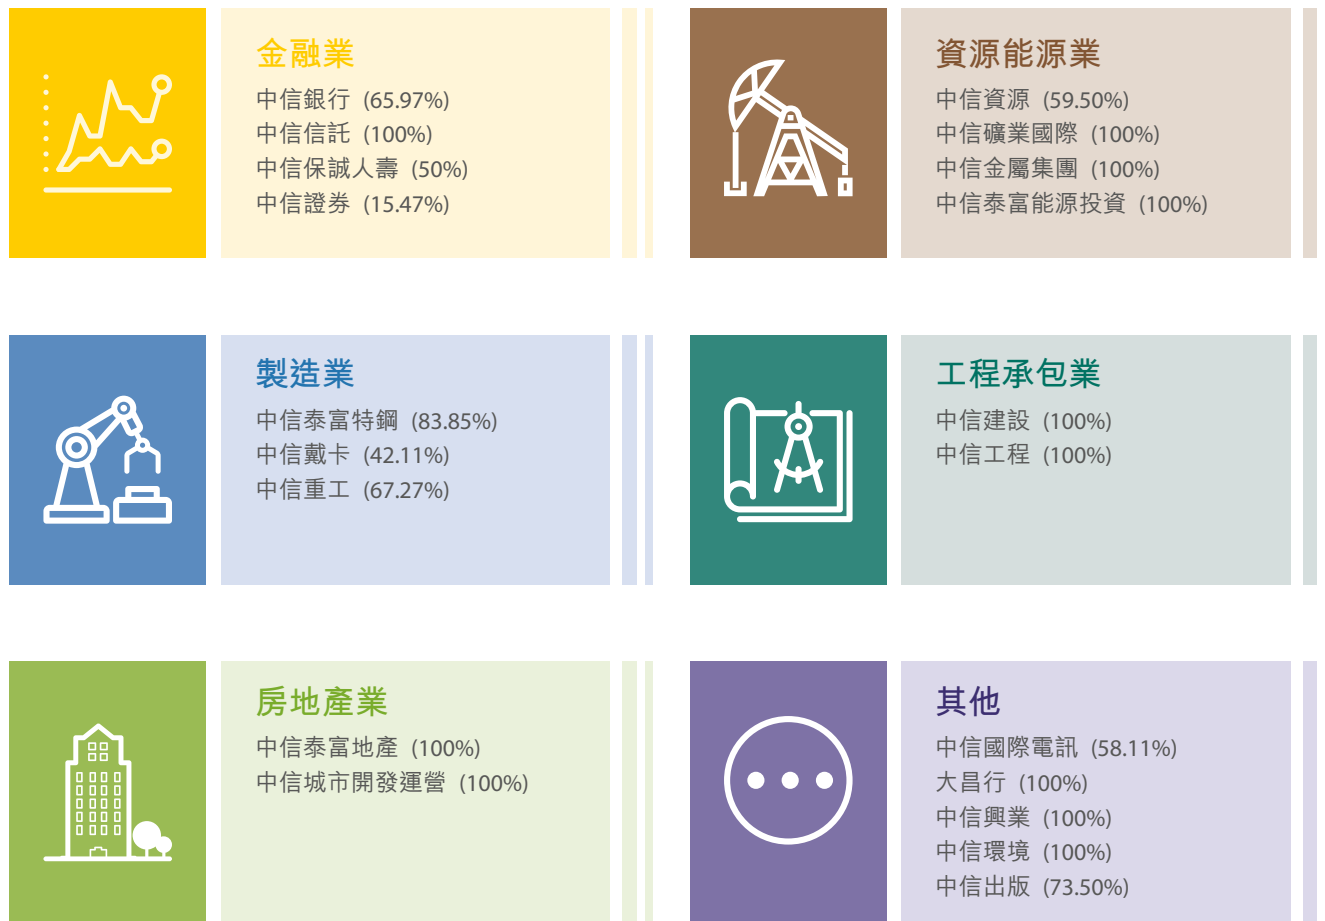 金融業
中信銀行 (65.97%)
中信信託 (100%)
中信保誠人壽 (50%)
中信證券 (15.47%)
資源能源業
中信資源 (59.50%)
中信礦業國際 (100%)
中信金屬集團 (100%)
中信泰富能源投資 (100%)
製造業
中信泰富特鋼 (83.85%)
中信戴卡 (42.11%)
中信重工 (67.27%)
工程承包業
中信建設 (100%)
中信工程 (100%)
房地產業
中信泰富地產 (100%)
中信城市開發運營 (100%)
其他
中信國際電訊 (58.11%)
大昌行 (100%)
中信興業 (100%)
中信環境 (100%)
中信出版 (73.50%)